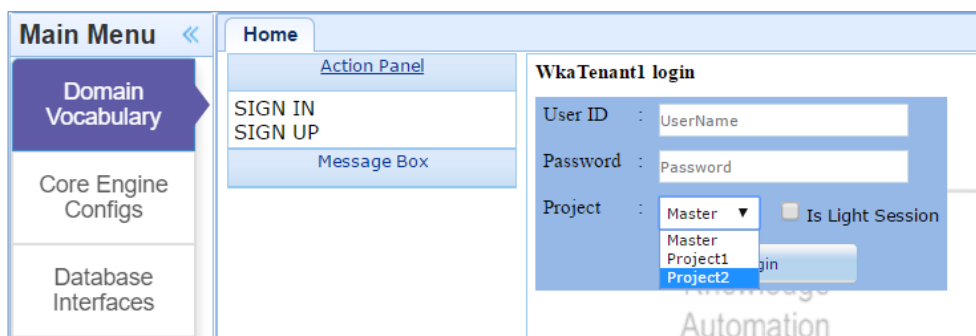 Main Menu «
Domain
Vocabulary
Core Engine
Configs
Database
Interfaces
Home
Action Panel
SIGN IN
SIGN UP
Message Box
WkaTenant1 login
User ID : UserName
Password : Password
Project : Master ▼ Is Light Session
Master
Project1
Project2
Automation